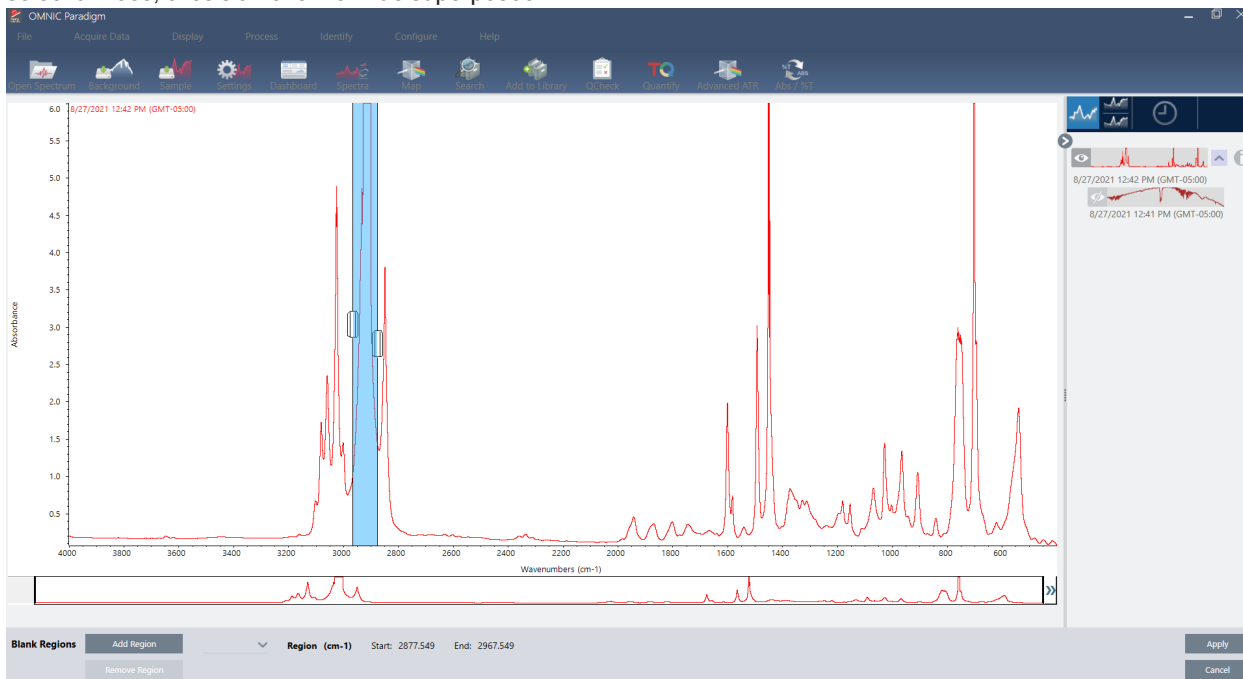 OMNIC Paradigm
File Acquire Data Display Process Identify Configure Help
Open Spectrum Background Sample Settings Dashboard Spectra Map Search Add to Library QCheck Quantify Advanced ATR Abs / %T
8/27/2021 12:42 PM (GMT-05:00)
6.0
5.5
5.0
4.5
4.0
3.5
3.0
2.5
2.0
1.5
1.0
0.5
Absorbance
4000 3800 3600 3400 3200 3000 2800 2600 2400 2200 2000 1800 1600 1400 1200 1000 800 600
Wavenumbers (cm-1)
8/27/2021 12:42 PM (GMT-05:00)
8/27/2021 12:41 PM (GMT-05:00)
Blank Regions Add Region Region (cm-1) Start: 2877.549 End: 2967.549 Apply
Remove Region Cancel